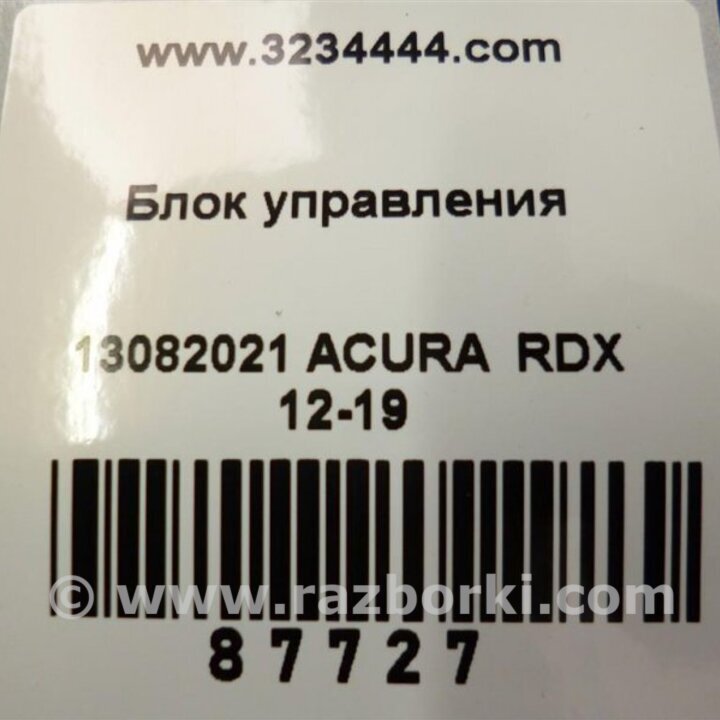 www.3234444.com
Блок управления
13082021 ACURA RDX
12-19
© www.razborki.com
87727